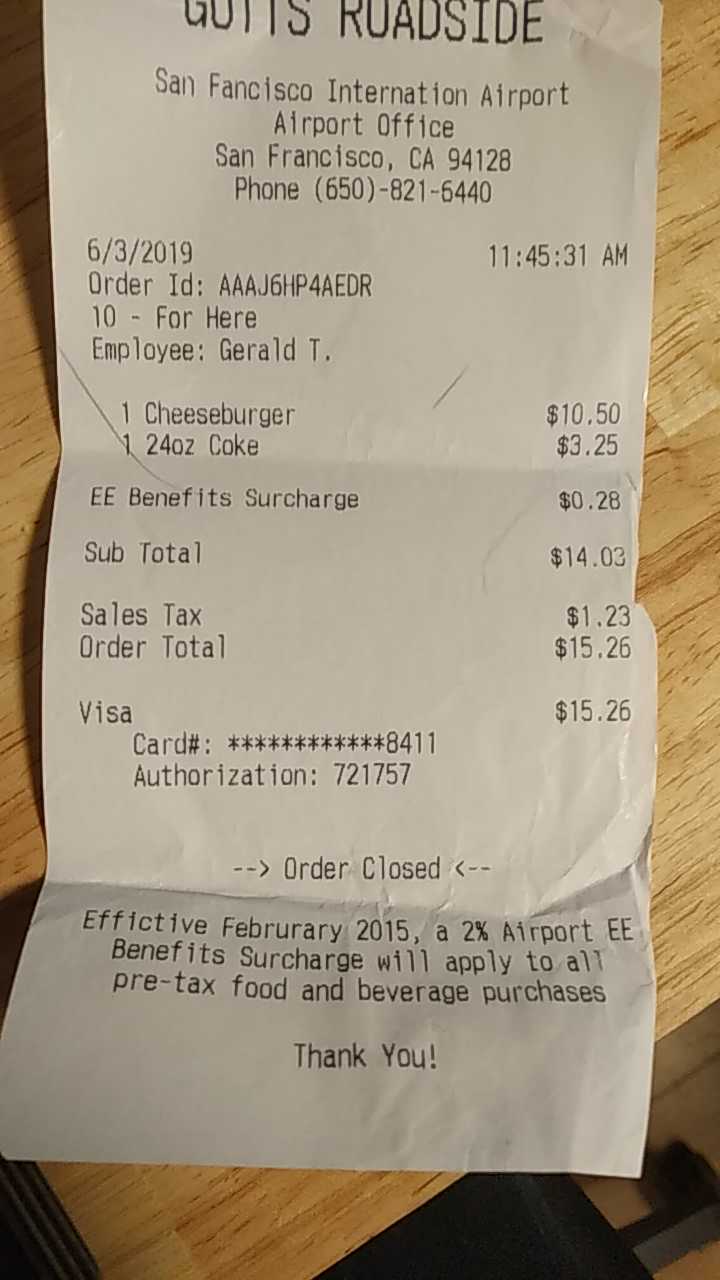 GOTTS ROADSIDE
San Fancisco Internation Airport
Airport Office
San Francisco, CA 94128
Phone (650)-821-6440
6/3/2019 11:45:31 AM
Order Id: AAAJ6HP4AEDR
10 - For Here
Employee: Gerald T.
1 Cheeseburger $10.50
1 24oz Coke $3.25
EE Benefits Surcharge $0.28
Sub Total $14.03
Sales Tax $1.23
Order Total $15.26
Visa $15.26
Card#: ************8411
Authorization: 721757
--> Order Closed <--
Effictive Februrary 2015, a 2% Airport EE
Benefits Surcharge will apply to all
pre-tax food and beverage purchases
Thank You!